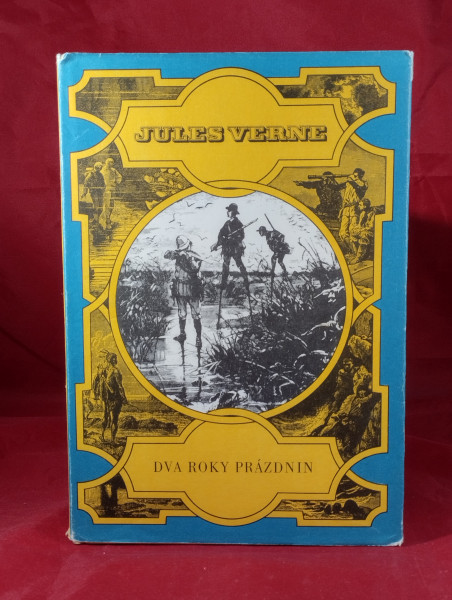 JULES VERNE
DVA ROKY PRÁZDNIN